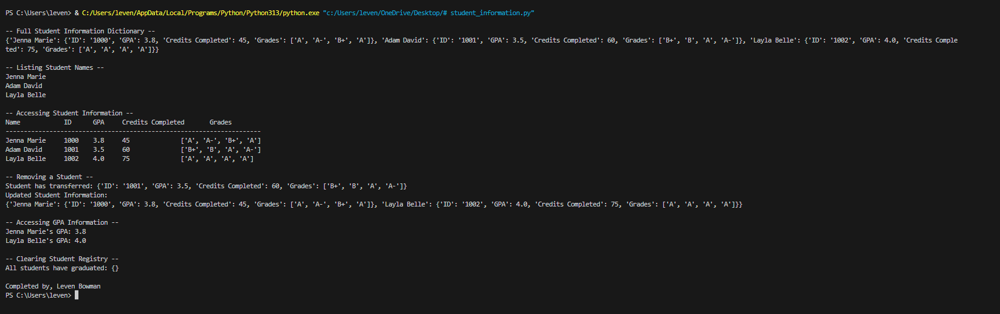 PS C:\Users\leven> & C:/Users/leven/AppData/Local/Programs/Python/Python313/python.exe "c:/Users/leven/OneDrive/Desktop/# student_information.py"

-- Full Student Information Dictionary --
{'Jenna Marie': {'ID': '1000', 'GPA': 3.8, 'Credits Completed': 45, 'Grades': ['A', 'A-', 'B+', 'A']}, 'Adam David': {'ID': '1001', 'GPA': 3.5, 'Credits Completed': 60, 'Grades': ['B+', 'B', 'A', 'A-']}, 'Layla Belle': {'ID': '1002', 'GPA': 4.0, 'Credits Comple
ted': 75, 'Grades': ['A', 'A', 'A', 'A']}}

-- Listing Student Names --
Jenna Marie
Adam David
Layla Belle

-- Accessing Student Information --
Name            ID      GPA     Credits Completed       Grades
----------------------------------------------------------------------
Jenna Marie     1000    3.8     45              ['A', 'A-', 'B+', 'A']
Adam David      1001    3.5     60              ['B+', 'B', 'A', 'A-']
Layla Belle     1002    4.0     75              ['A', 'A', 'A', 'A']

-- Removing a Student --
Student has transferred: {'ID': '1001', 'GPA': 3.5, 'Credits Completed': 60, 'Grades': ['B+', 'B', 'A', 'A-']}
Updated Student Information:
{'Jenna Marie': {'ID': '1000', 'GPA': 3.8, 'Credits Completed': 45, 'Grades': ['A', 'A-', 'B+', 'A']}, 'Layla Belle': {'ID': '1002', 'GPA': 4.0, 'Credits Completed': 75, 'Grades': ['A', 'A', 'A', 'A']}}

-- Accessing GPA Information --
Jenna Marie's GPA: 3.8
Layla Belle's GPA: 4.0

-- Clearing Student Registry --
All students have graduated: {}

Completed by, Leven Bowman
PS C:\Users\leven>